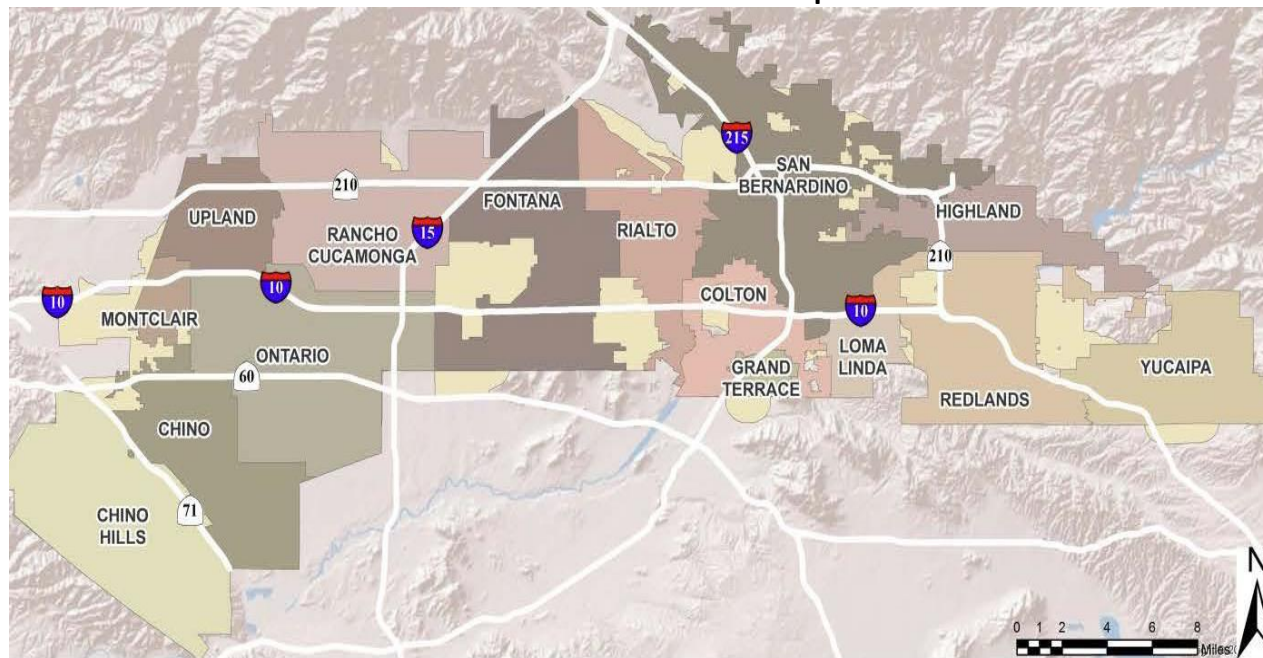 215
SAN
BERNARDINO
210
FONTANA
UPLAND
HIGHLAND
RANCHO
CUCAMONGA
15
RIALTO
210
10
10
COLTON
10
MONTCLAIR
ONTARIO
LOMA
LINDA
60
GRAND
TERRACE
YUCAIPA
REDLANDS
CHINO
71
CHINO
HILLS
N
0 1 2 4 6 8
Miles